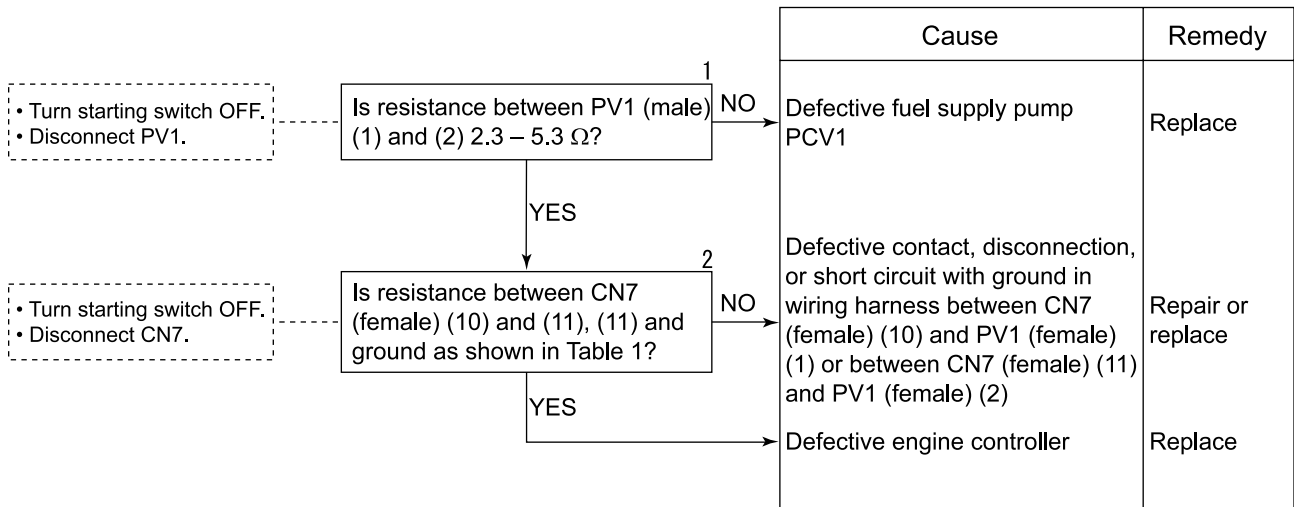 Cause
Remedy
1
• Turn starting switch OFF.
• Disconnect PV1.
Is resistance between PV1 (male)
(1) and (2) 2.3 – 5.3 Ω?
NO
Defective fuel supply pump
PCV1
Replace
YES
2
• Turn starting switch OFF.
• Disconnect CN7.
Is resistance between CN7
(female) (10) and (11), (11) and
ground as shown in Table 1?
NO
Defective contact, disconnection,
or short circuit with ground in
wiring harness between CN7
(female) (10) and PV1 (female)
(1) or between CN7 (female) (11)
and PV1 (female) (2)
Repair or
replace
YES
Defective engine controller
Replace